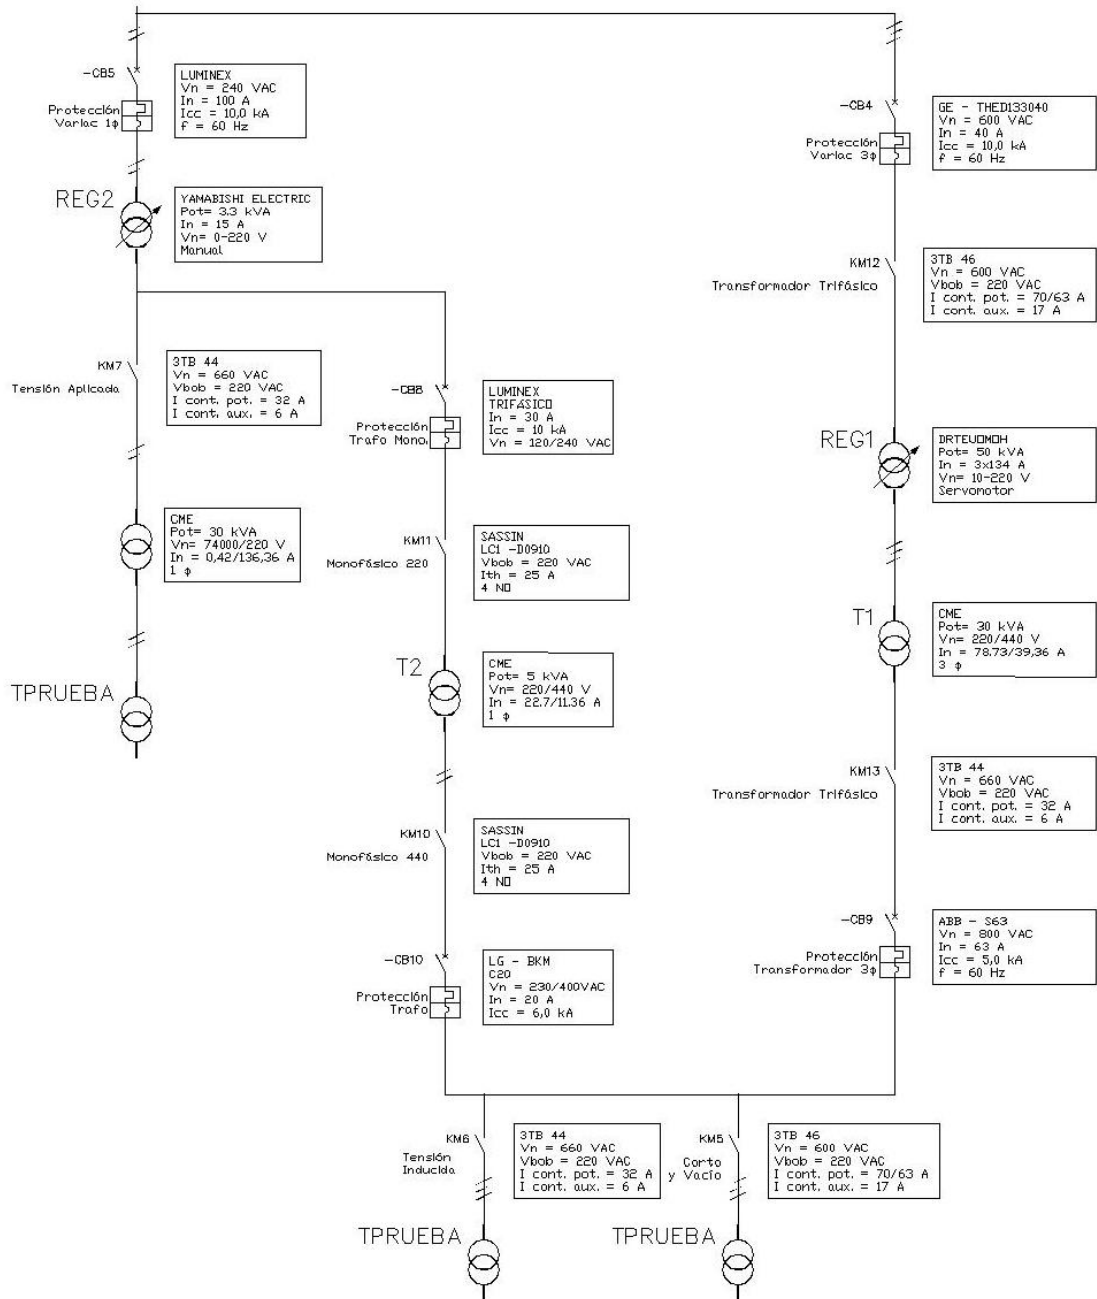 -CB5
Protección
Variac 1ϕ
LUMINEX
Vn = 240 VAC
In = 100 A
Icc = 10,0 kA
f = 60 Hz
REG2
YAMABISHI ELECTRIC
Pot= 3.3 kVA
In = 15 A
Vn= 0-220 V
Manual
KM7
Tensión Aplicada
3TB 44
Vn = 660 VAC
Vbob = 220 VAC
I cont. pot. = 32 A
I cont. aux. = 6 A
CME
Pot= 30 kVA
Vn= 74000/220 V
In = 0,42/136,36 A
1 ϕ
TPRUEBA
-CB8
Protección
Trafo Mono.
LUMINEX
TRIFÁSICO
In = 30 A
Icc = 10 kA
Vn = 120/240 VAC
KM11
Monofásico 220
SASSIN
LC1 -D0910
Vbob = 220 VAC
Ith = 25 A
4 NO
T2
CME
Pot= 5 kVA
Vn= 220/440 V
In = 22.7/11.36 A
1 ϕ
KM10
Monofásico 440
SASSIN
LC1 -D0910
Vbob = 220 VAC
Ith = 25 A
4 NO
-CB10
Protección
Trafo
LG - BKM
C20
Vn = 230/400VAC
In = 20 A
Icc = 6,0 kA
-CB4
Protección
Variac 3ϕ
GE - THED133040
Vn = 600 VAC
In = 40 A
Icc = 10,0 kA
f = 60 Hz
KM12
Transformador Trifásico
3TB 46
Vn = 600 VAC
Vbob = 220 VAC
I cont. pot. = 70/63 A
I cont. aux. = 17 A
REG1
DRTEUOMOH
Pot= 50 kVA
In = 3x134 A
Vn= 10-220 V
Servomotor
T1
CME
Pot= 30 kVA
Vn= 220/440 V
In = 78.73/39,36 A
3 ϕ
KM13
Transformador Trifásico
3TB 44
Vn = 660 VAC
Vbob = 220 VAC
I cont. pot. = 32 A
I cont. aux. = 6 A
-CB9
Protección
Transformador 3ϕ
ABB - S63
Vn = 800 VAC
In = 63 A
Icc = 5,0 kA
f = 60 Hz
KM6
Tensión
Inducida
3TB 44
Vn = 660 VAC
Vbob = 220 VAC
I cont. pot. = 32 A
I cont. aux. = 6 A
TPRUEBA
KM5
Corto
y Vacío
3TB 46
Vn = 600 VAC
Vbob = 220 VAC
I cont. pot. = 70/63 A
I cont. aux. = 17 A
TPRUEBA